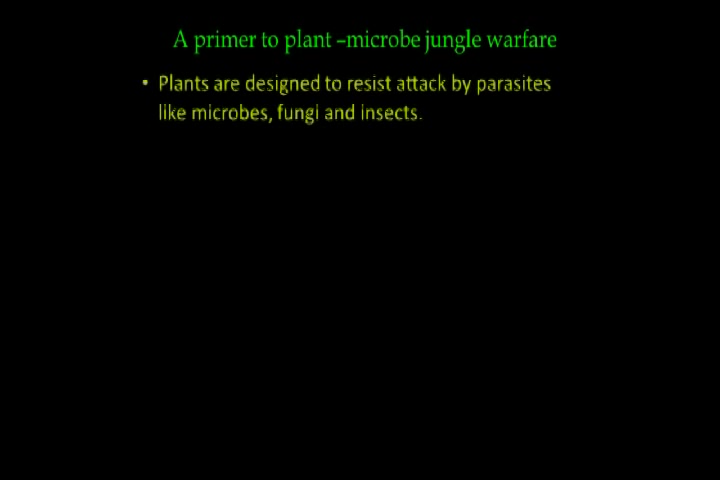 A primer to plant –microbe jungle warfare
• Plants are designed to resist attack by parasites
like microbes, fungi and insects.